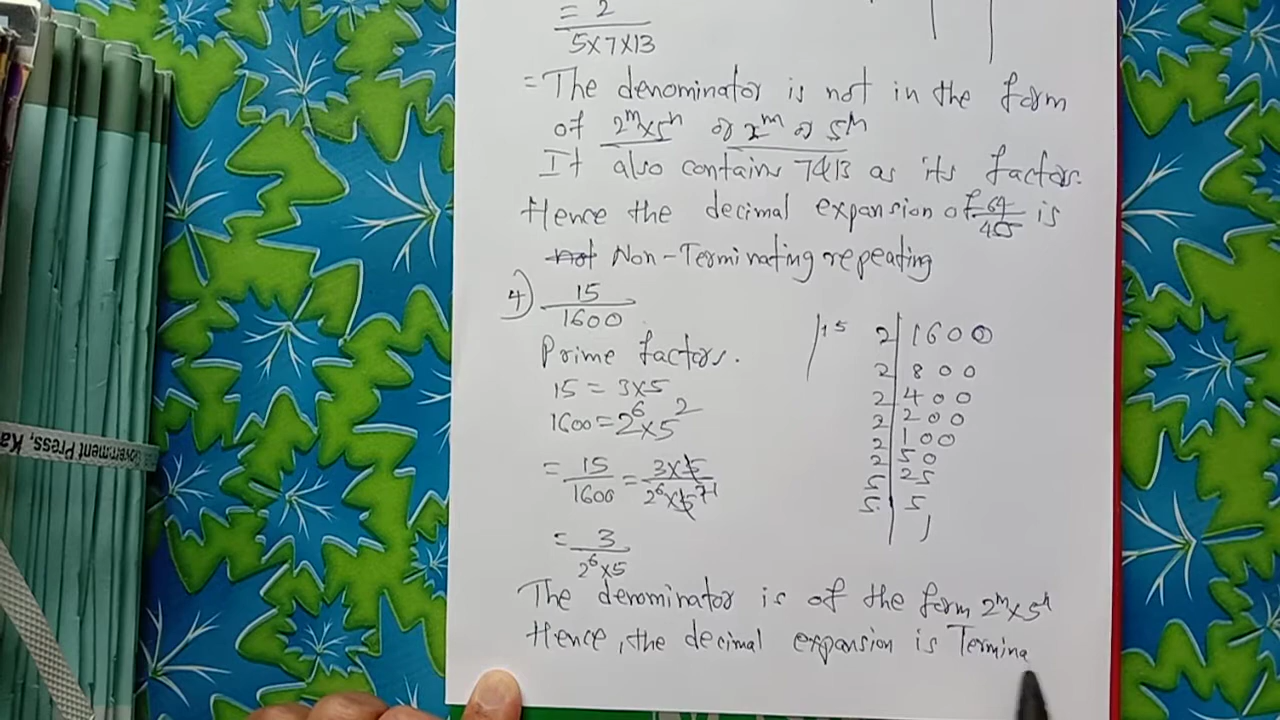 = 2
5×7×13
= The denominator is not in the form
of 2ᵐ×5ⁿ or 2ᵐ or 5ⁿ
It also contains 7&13 as its factors.
Hence the decimal expansion of 64/455 is
not Non-Terminating repeating
4) 15/1600
Prime factors.
15 = 3×5
1600 = 2⁶×5²
= 15/1600 = 3×5/2⁶×5²⁻¹
= 3/2⁶×5
The denominator is of the form 2ᵐ×5ⁿ
Hence, the decimal expansion is Termina
15
2 | 1600
2 | 800
2 | 400
2 | 200
2 | 100
2 | 50
5 | 25
5 | 5
1
Government Press, Ka